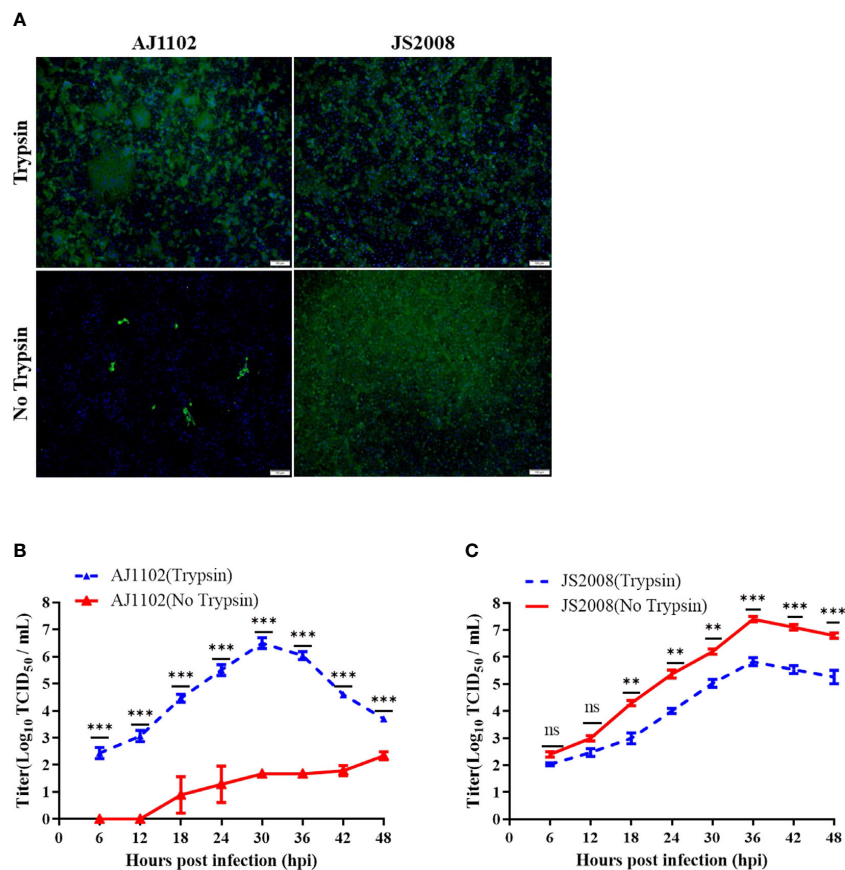 A
AJ1102
JS2008
Trypsin
No Trypsin
B
AJ1102(Trypsin)
AJ1102(No Trypsin)
Titer(Log10 TCID50 / mL)
8
7
6
5
4
3
2
1
0
*** *** *** *** *** *** *** ***
0 6 12 18 24 30 36 42 48
Hours post infection (hpi)
C
JS2008(Trypsin)
JS2008(No Trypsin)
Titer(Log10 TCID50 / mL)
8
7
6
5
4
3
2
1
0
ns ns ** ** ** *** *** ***
0 6 12 18 24 30 36 42 48
Hours post infection (hpi)